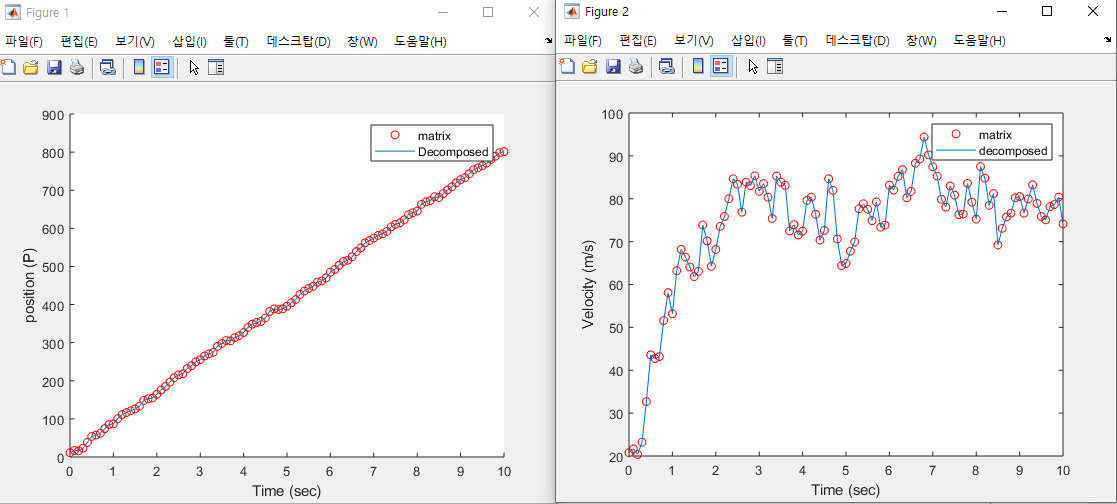 Figure 1
파일(F) 편집(E) 보기(V) 삽입(I) 툴(T) 데스크탑(D) 창(W) 도움말(H)
900
800
700
600
500
400
300
200
100
0
position (P)
matrix
Decomposed
0 1 2 3 4 5 6 7 8 9 10
Time (sec)
Figure 2
파일(F) 편집(E) 보기(V) 삽입(I) 툴(T) 데스크탑(D) 창(W) 도움말(H)
100
90
80
70
60
50
40
30
20
Velocity (m/s)
matrix
decomposed
0 1 2 3 4 5 6 7 8 9 10
Time (sec)